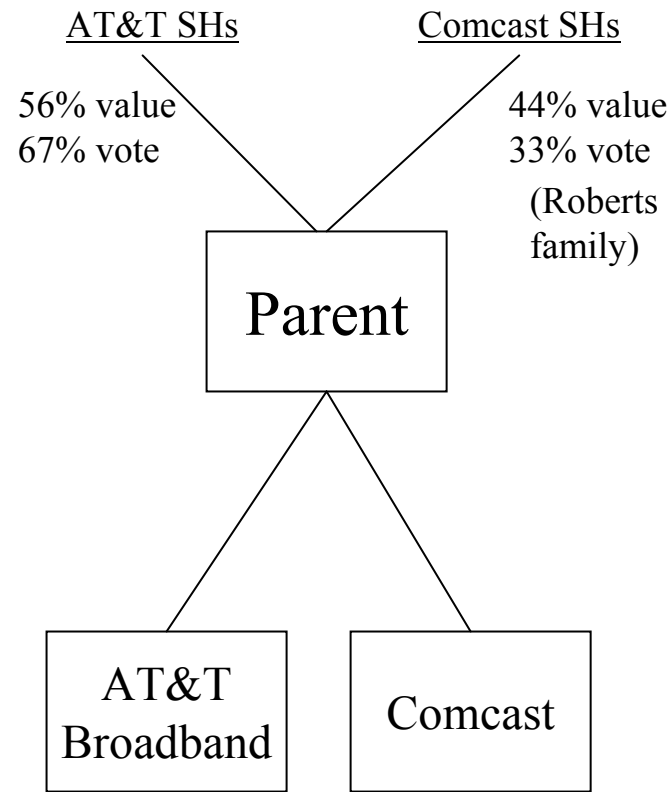 AT&T SHs
56% value
67% vote
Comcast SHs
44% value
33% vote
(Roberts
family)
Parent
AT&T
Broadband
Comcast